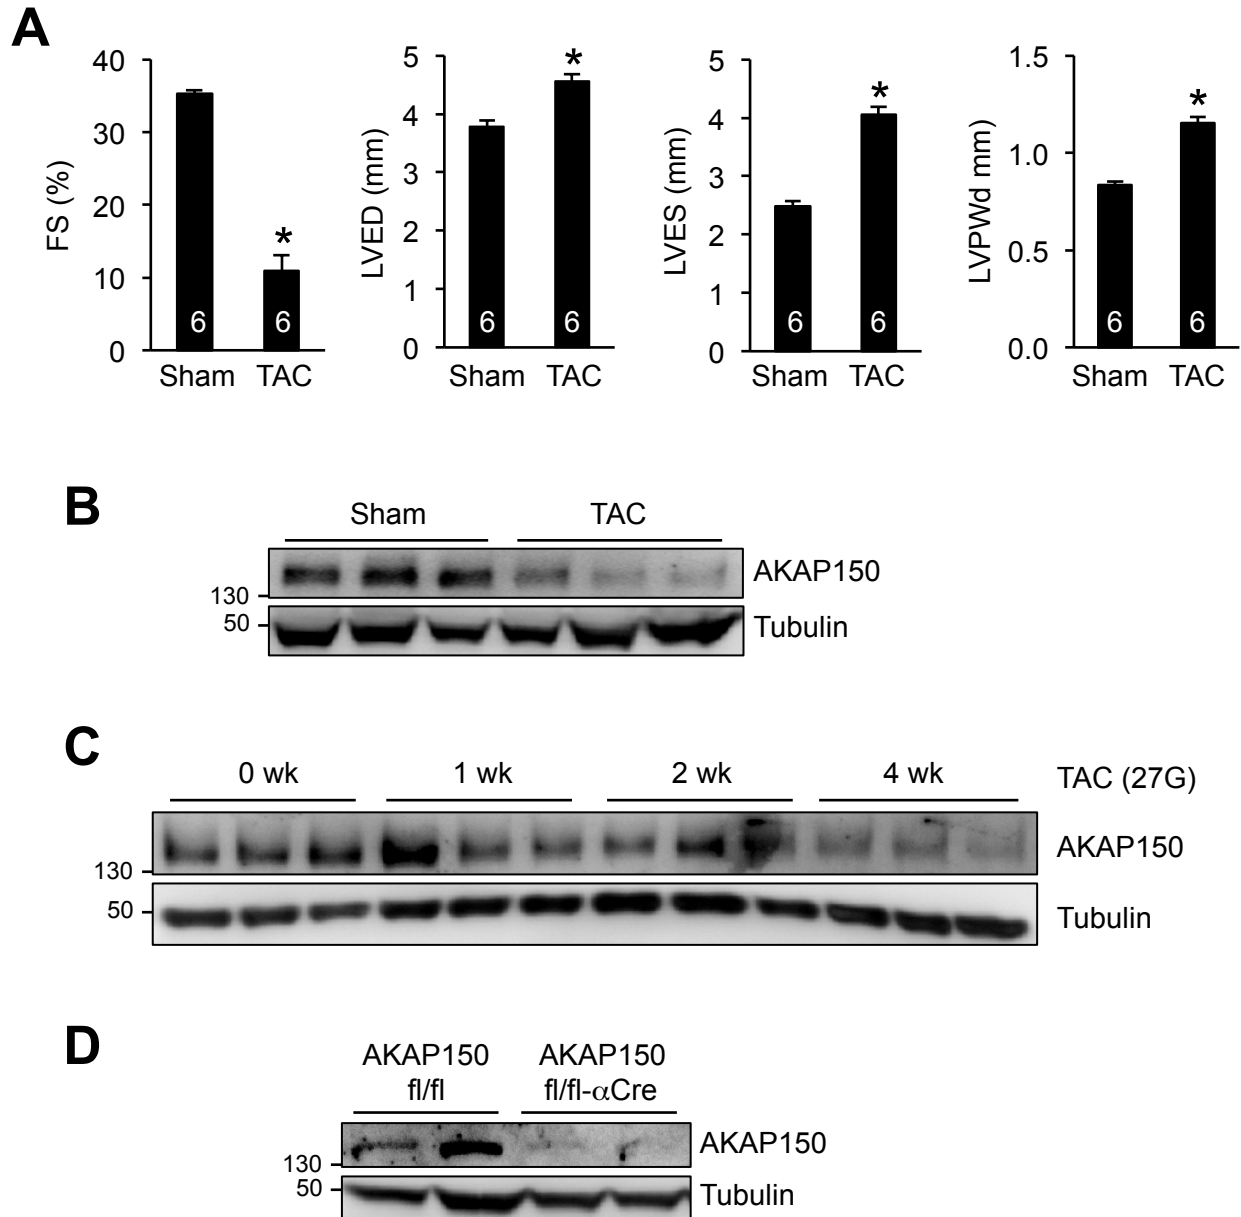 A
FS (%)
40
30
20
10
0
6
6
*
Sham TAC
LVED (mm)
5
4
3
2
1
0
6
6
*
Sham TAC
LVES (mm)
5
4
3
2
1
0
6
6
*
Sham TAC
LVPWd mm)
1.5
1.0
0.5
0.0
6
6
*
Sham TAC
B
Sham TAC
AKAP150
130
50
Tubulin
C
0 wk 1 wk 2 wk 4 wk TAC (27G)
AKAP150
130
50
Tubulin
D
AKAP150 AKAP150
fl/fl fl/fl-αCre
AKAP150
130
50
Tubulin